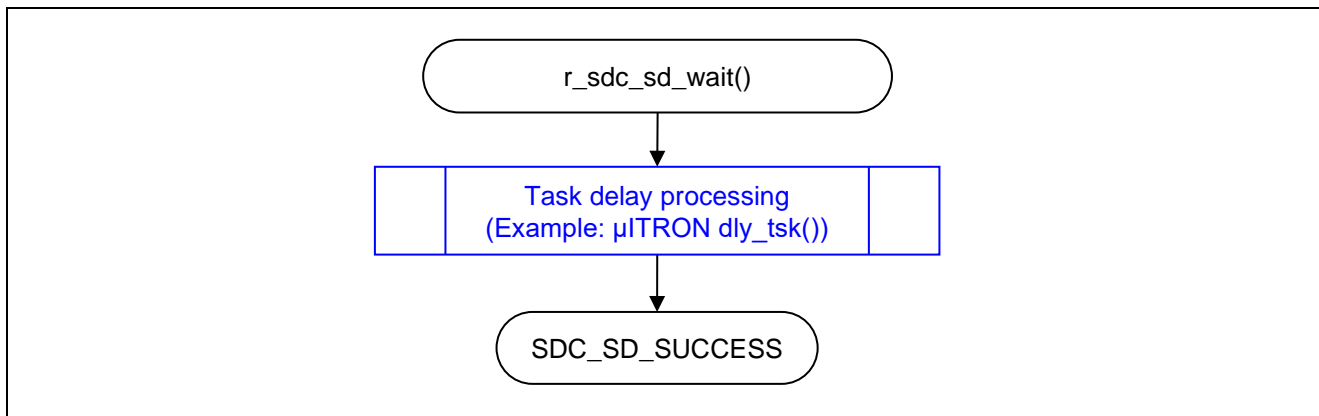 r_sdc_sd_wait()
Task delay processing
(Example: µITRON dly_tsk())
SDC_SD_SUCCESS